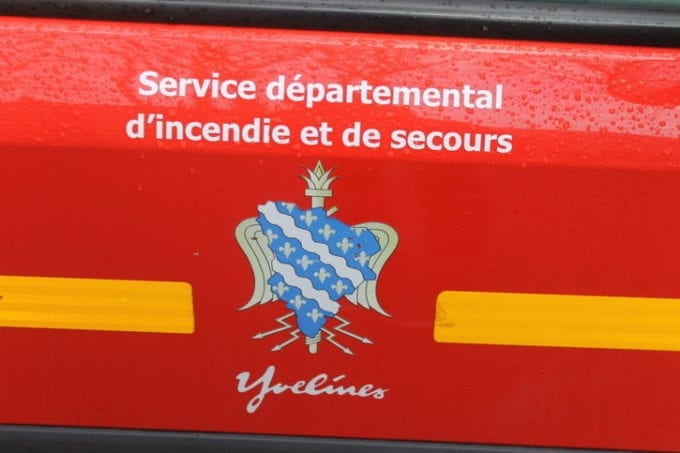 Service départemental
d’incendie et de secours
Yvelines